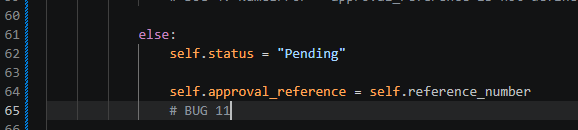 60
61 else:
62 self.status = "Pending"
63
64 self.approval_reference = self.reference_number
65 # BUG 11